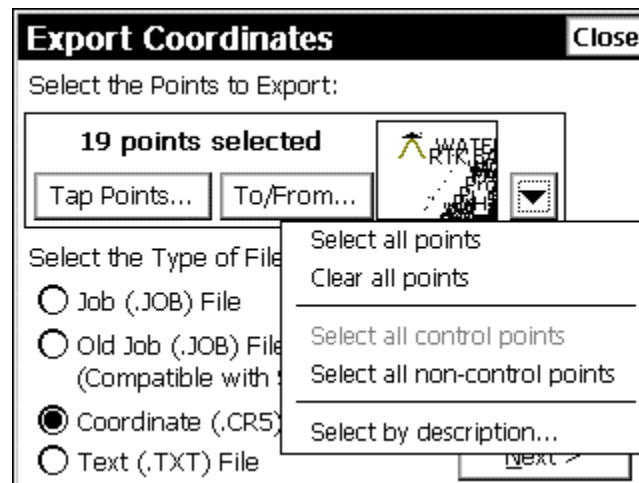 Export Coordinates
Close
Select the Points to Export:
19 points selected
RTK
Tap Points...
To/From...
Select all points
Clear all points
Select all control points
Select all non-control points
Select by description...
Select the Type of File
Job (.JOB) File
Old Job (.JOB) File
(Compatible with
Coordinate (.CR5)
Text (.TXT) File
Next >